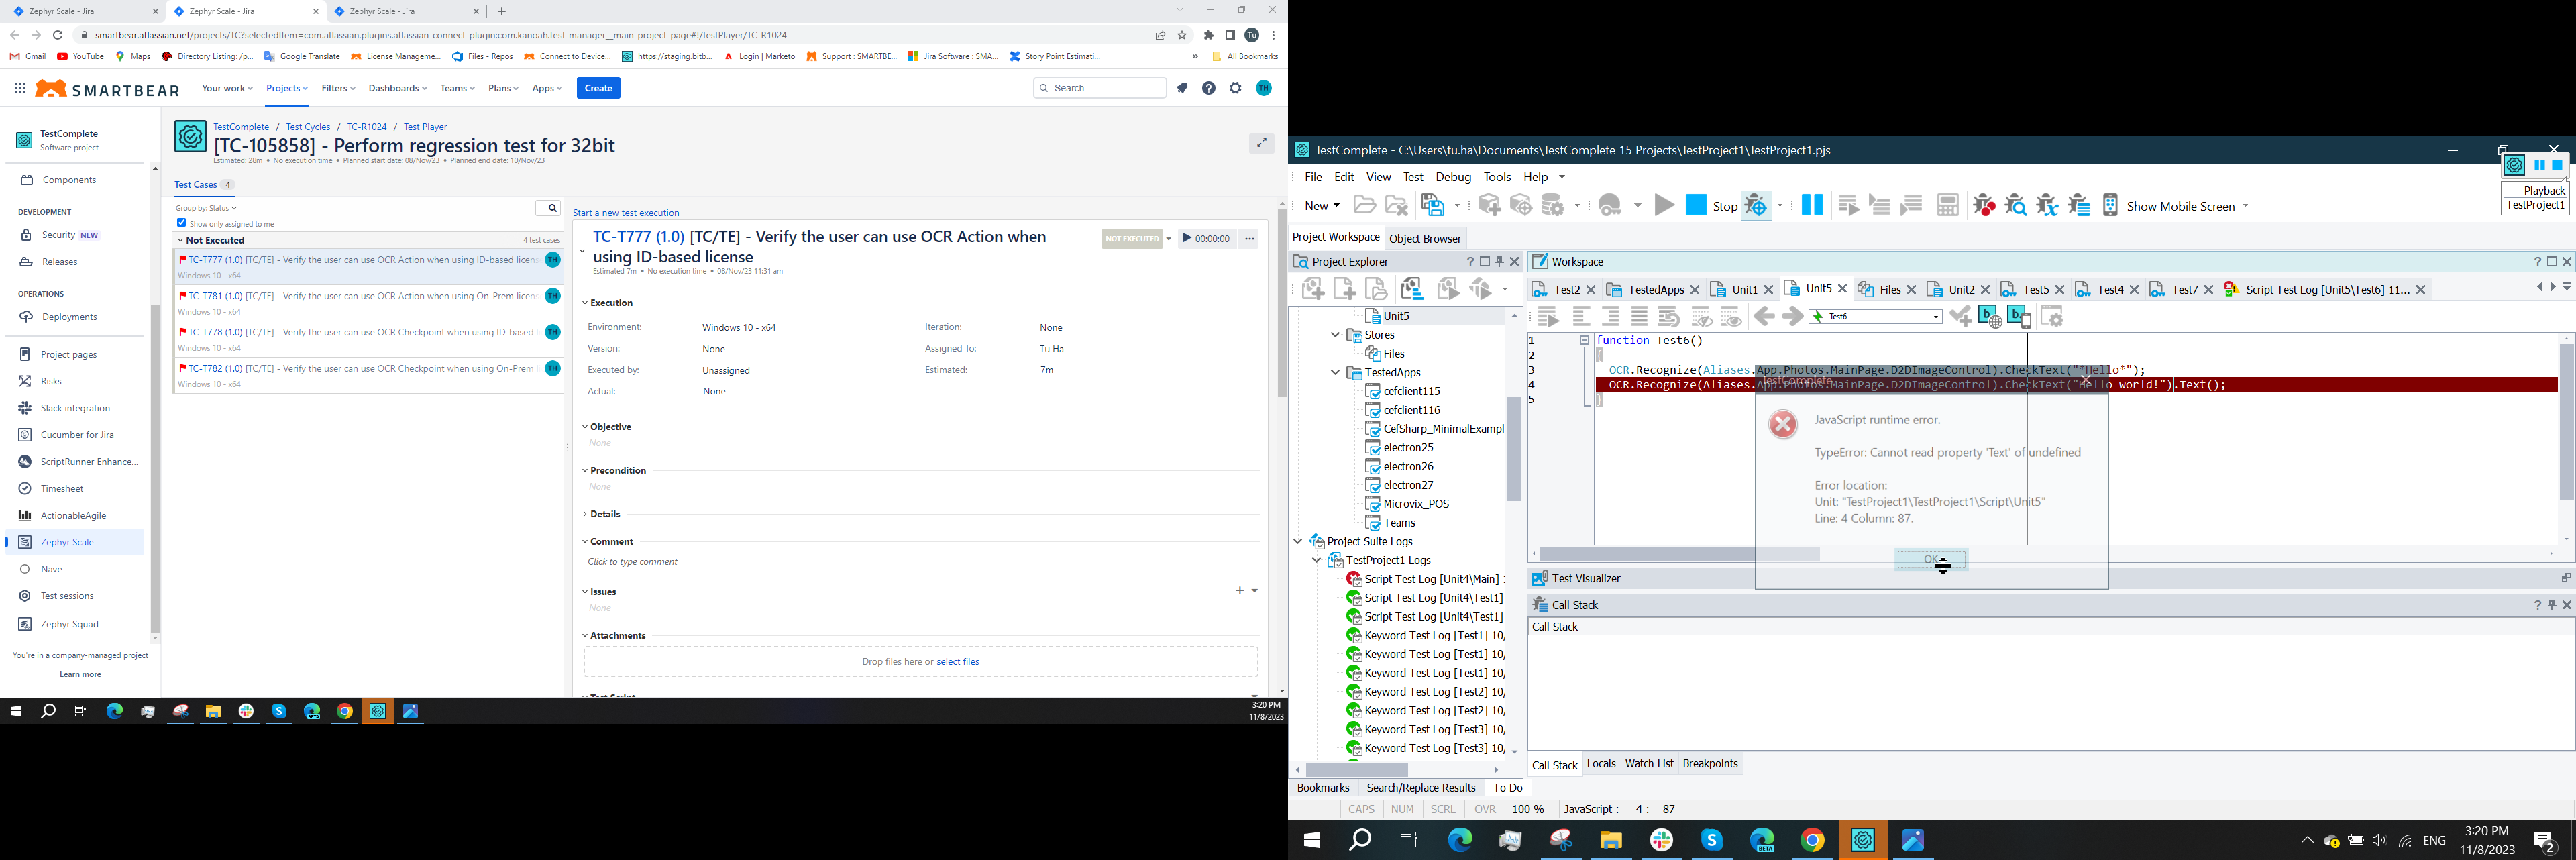 Zephyr Scale - Jira
Zephyr Scale - Jira
Zephyr Scale - Jira
smartbear.atlassian.net/projects/TC?selectedItem=com.atlassian.plugins.atlassian-connect-plugin:com.kanoah.test-manager__main-project-page#!/testPlayer/TC-R1024
Tu
Gmail YouTube Maps Directory Listing: /p... Google Translate License Manageme... Files - Repos Connect to Device... https://staging.bitb... Login | Marketo Support : SMARTBE... Jira Software : SMA... Story Point Estimati... » All Bookmarks
SMARTBEAR Your work Projects Filters Dashboards Teams Plans Apps Create Search TH
TestComplete
Software project
Components
DEVELOPMENT
Security NEW
Releases
OPERATIONS
Deployments
Project pages
Risks
Slack integration
Cucumber for Jira
ScriptRunner Enhance...
Timesheet
ActionableAgile
Zephyr Scale
Nave
Test sessions
Zephyr Squad
You're in a company-managed project
Learn more
TestComplete / Test Cycles / TC-R1024 / Test Player
[TC-105858] - Perform regression test for 32bit
Estimated: 28m • No execution time • Planned start date: 08/Nov/23 • Planned end date: 10/Nov/23
Test Cases 4
Group by: Status
Show only assigned to me
Not Executed 4 test cases
TC-T777 (1.0) [TC/TE] - Verify the user can use OCR Action when using ID-based licens TH
Windows 10 - x64
TC-T781 (1.0) [TC/TE] - Verify the user can use OCR Action when using On-Prem licen TH
Windows 10 - x64
TC-T778 (1.0) [TC/TE] - Verify the user can use OCR Checkpoint when using ID-based TH
Windows 10 - x64
TC-T782 (1.0) [TC/TE] - Verify the user can use OCR Checkpoint when using On-Prem TH
Windows 10 - x64
Start a new test execution
TC-T777 (1.0) [TC/TE] - Verify the user can use OCR Action when
using ID-based license
NOT EXECUTED 00:00:00
Estimated 7m • No execution time • 08/Nov/23 11:31 am
Execution
Environment: Windows 10 - x64 Iteration: None
Version: None Assigned To: Tu Ha
Executed by: Unassigned Estimated: 7m
Actual: None
Objective
None
Precondition
None
Details
Comment
Click to type comment
Issues
None
Attachments
Drop files here or select files
3:20 PM
11/8/2023
TestComplete - C:\Users\tu.ha\Documents\TestComplete 15 Projects\TestProject1\TestProject1.pjs
File Edit View Test Debug Tools Help
Playback
TestProject1
New Stop Show Mobile Screen
Project Workspace Object Browser
Project Explorer
Unit5
Stores
Files
TestedApps
cefclient115
cefclient116
CefSharp_MinimalExampl
electron25
electron26
electron27
Microvix_POS
Teams
Project Suite Logs
TestProject1 Logs
Script Test Log [Unit4\Main] 1
Script Test Log [Unit4\Test1]
Script Test Log [Unit4\Test1]
Keyword Test Log [Test1] 10/
Keyword Test Log [Test1] 10/
Keyword Test Log [Test1] 10/
Keyword Test Log [Test2] 10/
Keyword Test Log [Test2] 10/
Keyword Test Log [Test3] 10/
Keyword Test Log [Test3] 10/
Workspace
Test2 TestedApps Unit1 Unit5 Files Unit2 Test5 Test4 Test7 Script Test Log [Unit5\Test6] 11...
Test6
1 function Test6()
2 {
3 OCR.Recognize(Aliases.App.Photos.MainPage.D2DImageControl).CheckText("*Hello*");
4 OCR.Recognize(Aliases.App.Photos.MainPage.D2DImageControl).CheckText("Hello world!").Text();
5 }
TestComplete
JavaScript runtime error.
TypeError: Cannot read property 'Text' of undefined
Error location:
Unit: "TestProject1\TestProject1\Script\Unit5"
Line: 4 Column: 87.
OK
Test Visualizer
Call Stack
Call Stack
Call Stack Locals Watch List Breakpoints
Bookmarks Search/Replace Results To Do
CAPS NUM SCRL OVR 100 % JavaScript : 4 : 87
BETA
ENG
3:20 PM
11/8/2023
2